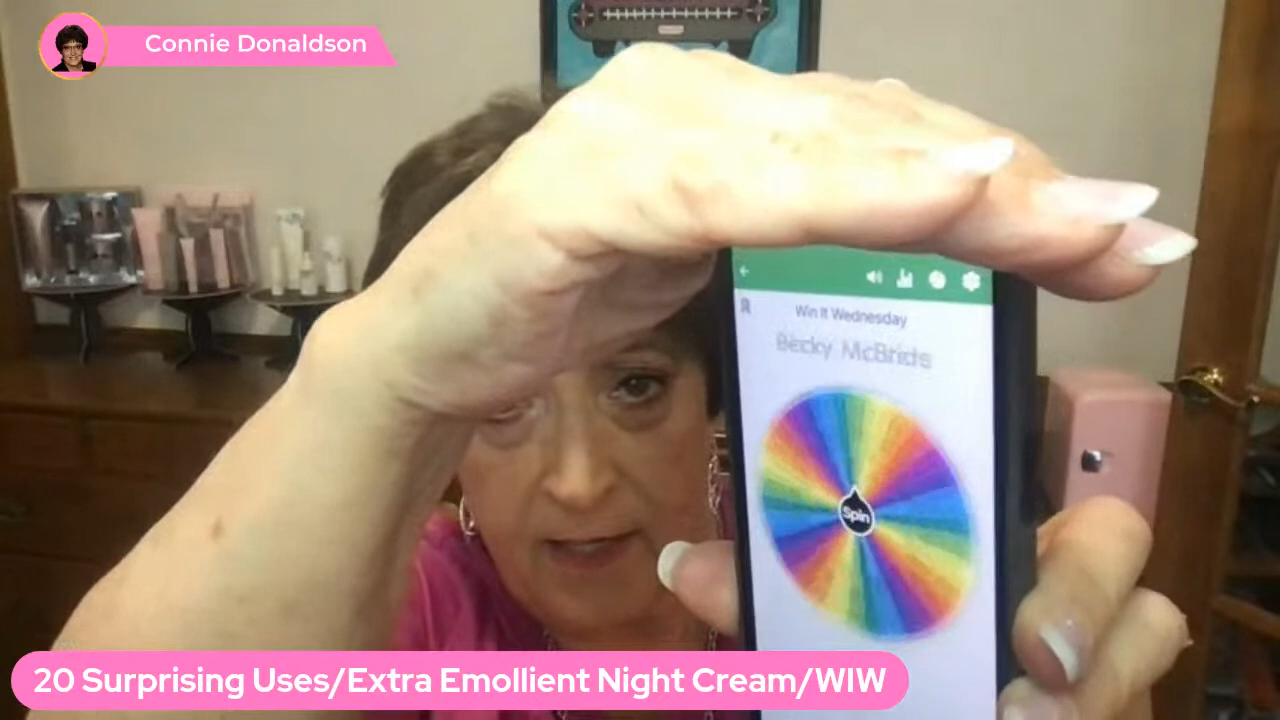 Connie Donaldson
Win It Wednesday
Becky McBride
Spin
20 Surprising Uses/Extra Emollient Night Cream/WIW